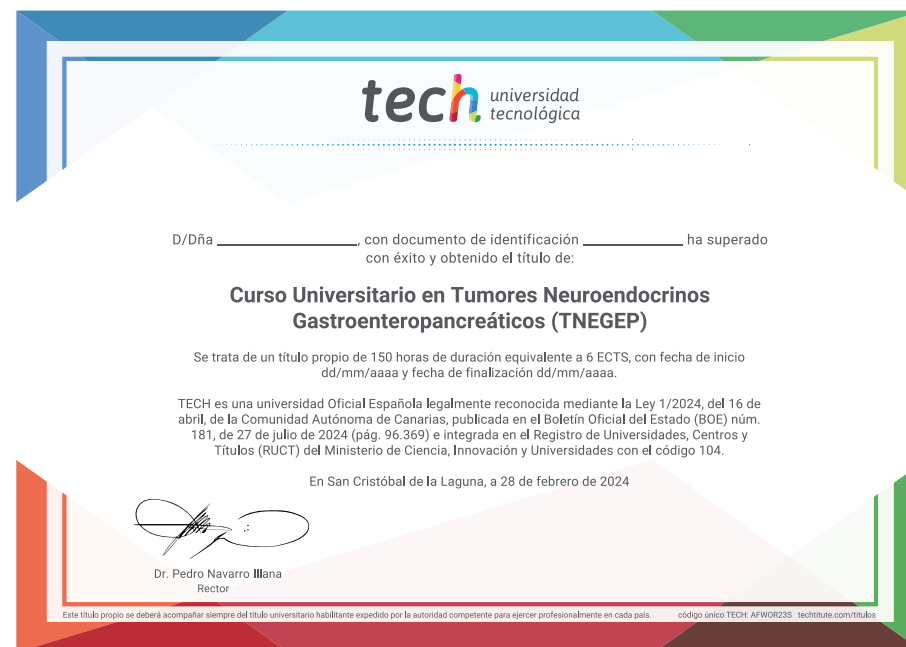 tech universidad
tecnológica
D/Dña ____________________, con documento de identificación ______________ ha superado
con éxito y obtenido el título de:
Curso Universitario en Tumores Neuroendocrinos
Gastroenteropancreáticos (TNEGEP)
Se trata de un título propio de 150 horas de duración equivalente a 6 ECTS, con fecha de inicio
dd/mm/aaaa y fecha de finalización dd/mm/aaaa.
TECH es una universidad Oficial Española legalmente reconocida mediante la Ley 1/2024, del 16 de
abril, de la Comunidad Autónoma de Canarias, publicada en el Boletín Oficial del Estado (BOE) núm.
181, de 27 de julio de 2024 (pág. 96.369) e integrada en el Registro de Universidades, Centros y
Títulos (RUCT) del Ministerio de Ciencia, Innovación y Universidades con el código 104.
En San Cristóbal de la Laguna, a 28 de febrero de 2024
Dr. Pedro Navarro Illana
Rector
Este título propio se deberá acompañar siempre del título universitario habilitante expedido por la autoridad competente para ejercer profesionalmente en cada país. código único TECH: AFWOR23S techtitute.com/titulos